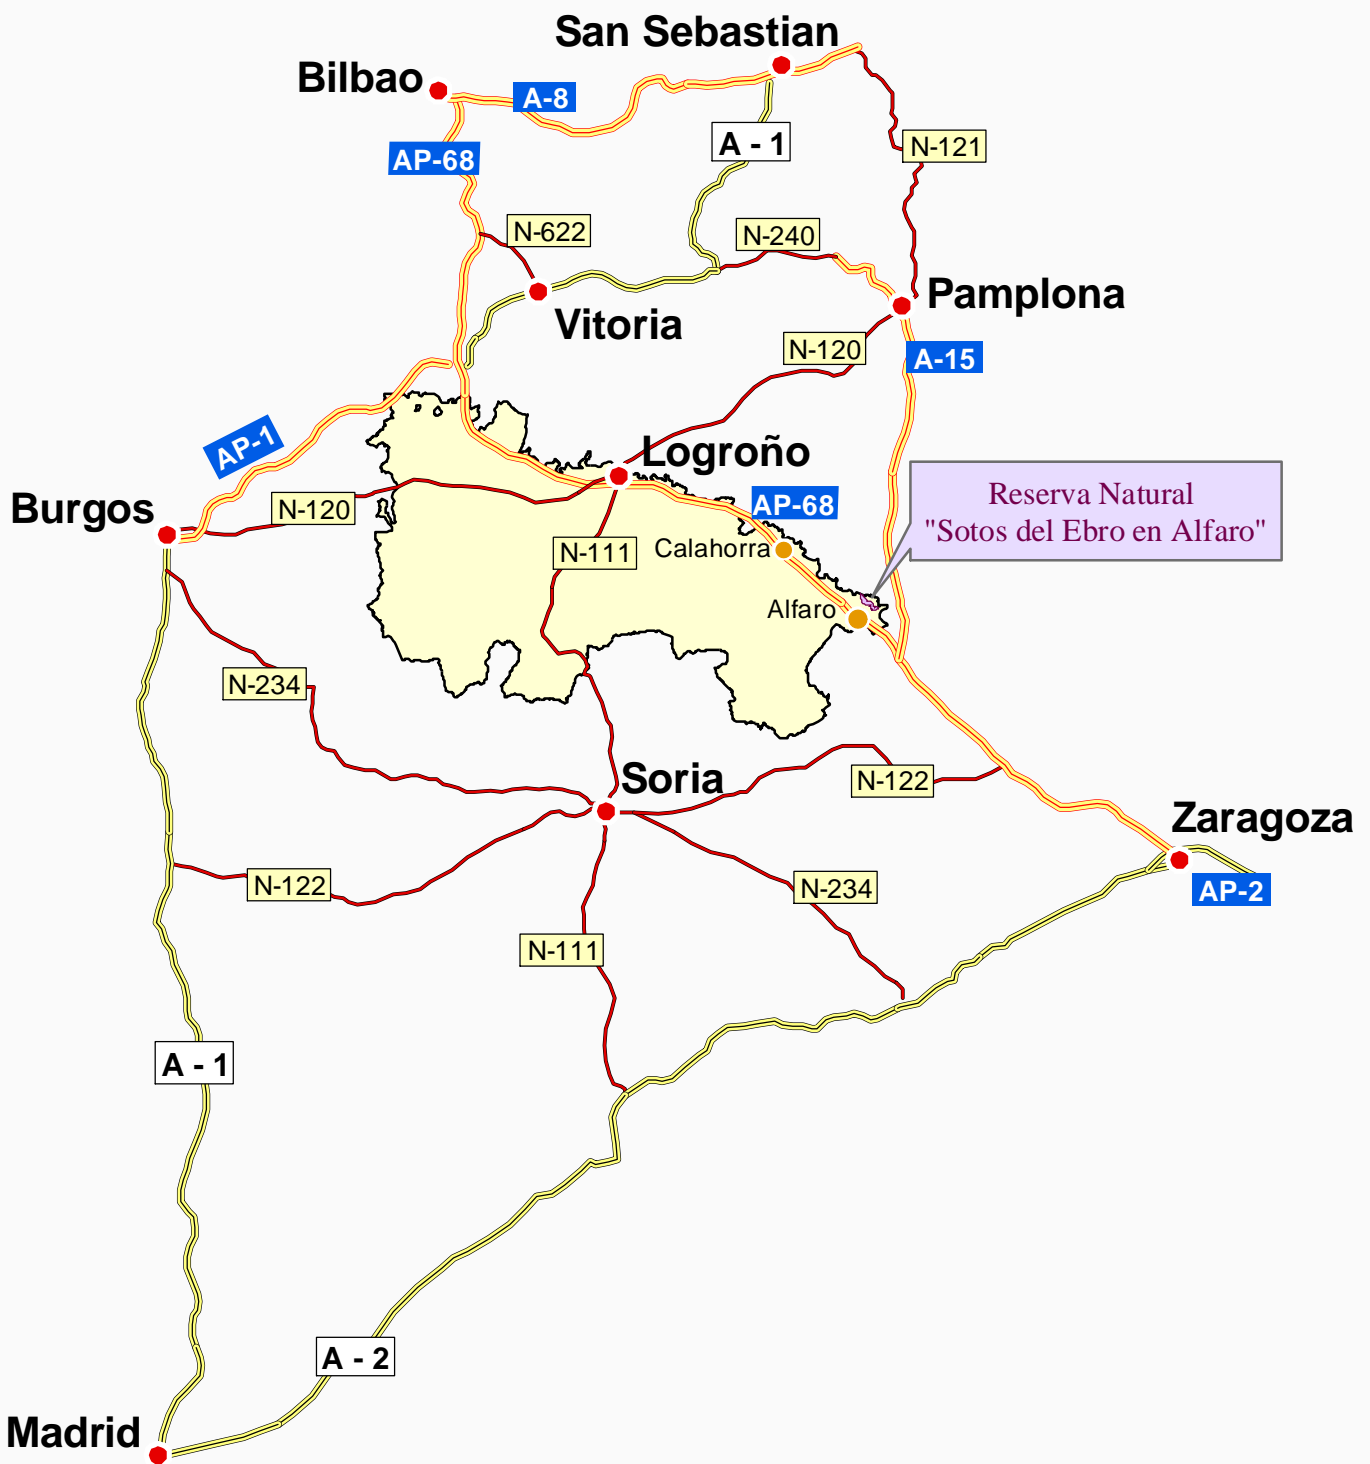 San Sebastian
Bilbao
A-8
A - 1
N-121
AP-68
N-622
N-240
Pamplona
Vitoria
N-120
A-15
AP-1
Logroño
Reserva Natural
"Sotos del Ebro en Alfaro"
Burgos
N-120
AP-68
N-111
Calahorra
Alfaro
N-234
Soria
N-122
Zaragoza
N-122
N-234
AP-2
N-111
A - 1
A - 2
Madrid